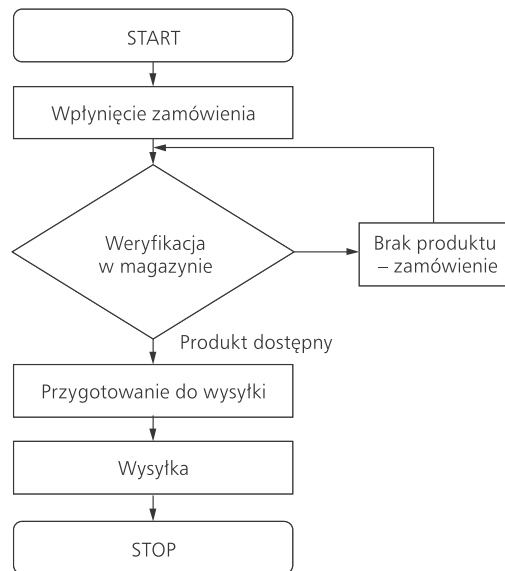 START
Wpłynięcie zamówienia
Weryfikacja
w magazynie
Brak produktu
– zamówienie
Produkt dostępny
Przygotowanie do wysyłki
Wysyłka
STOP